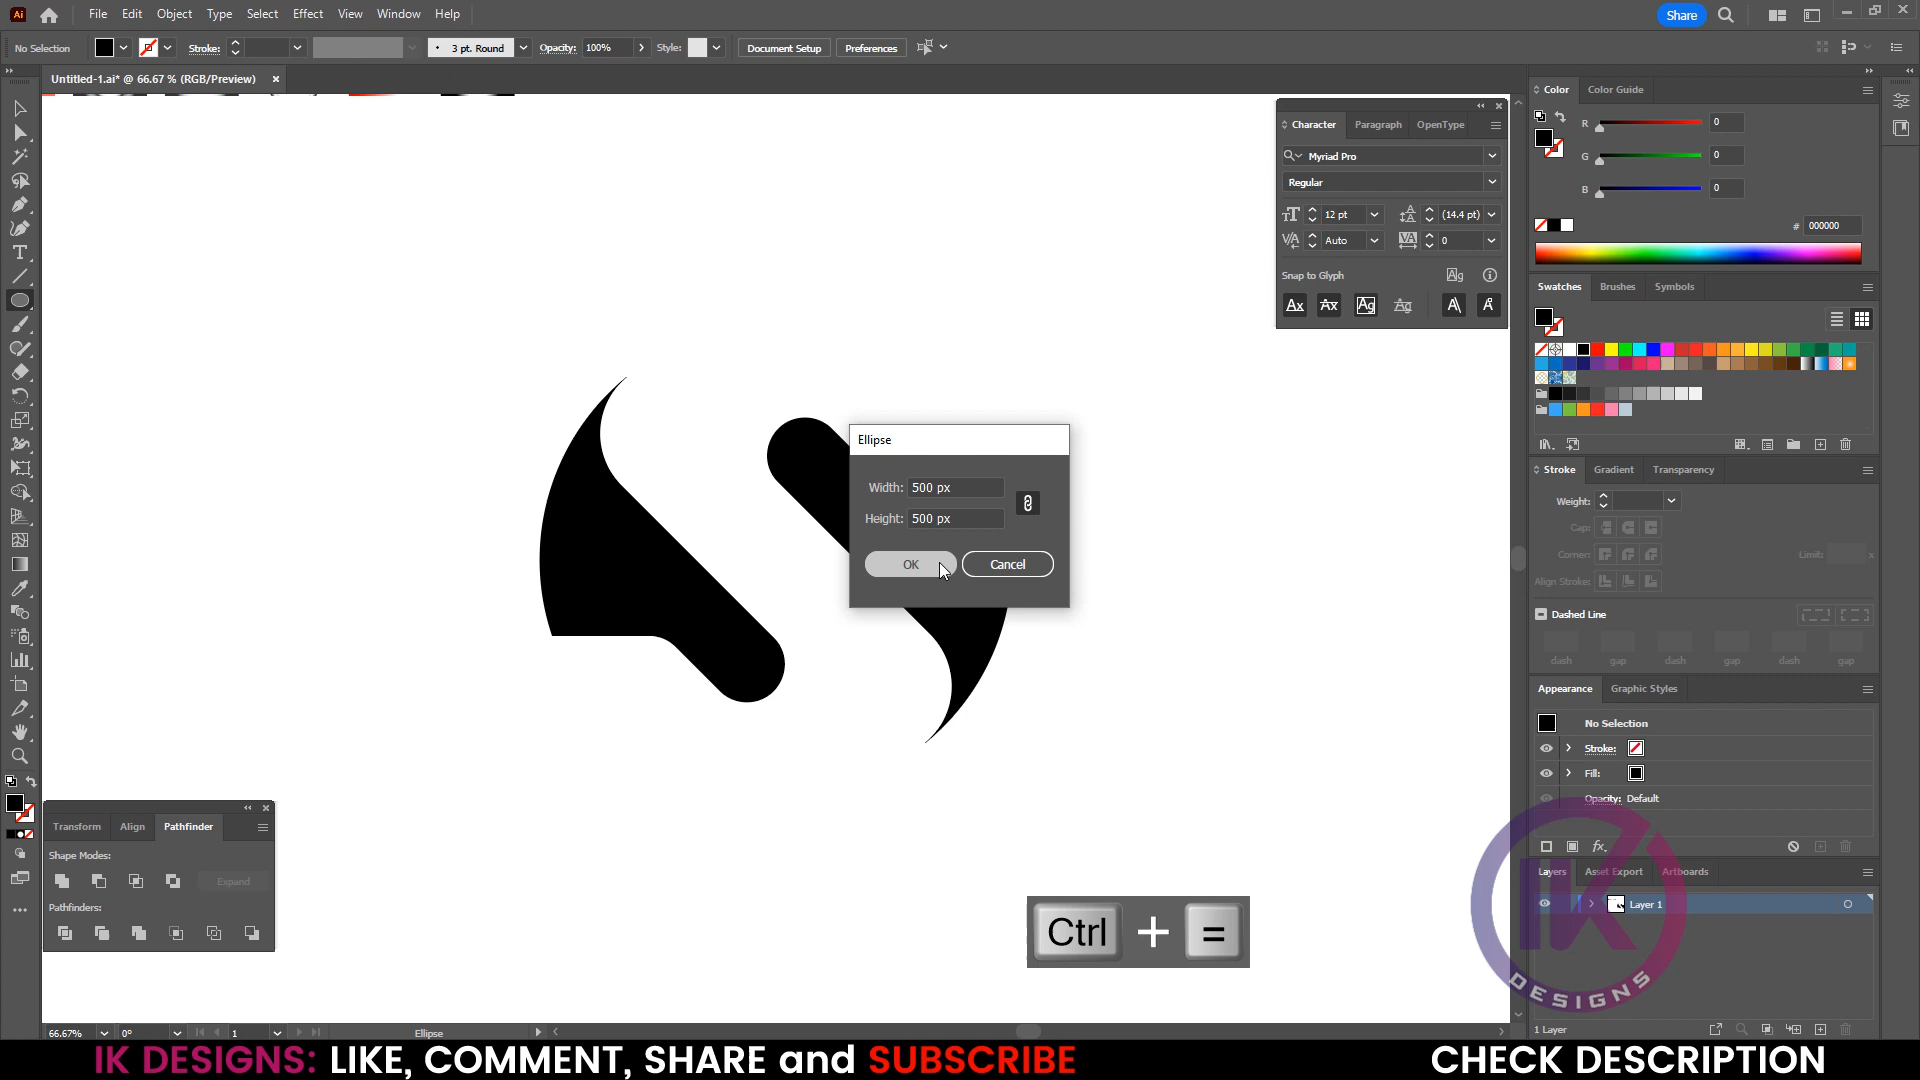 Ai File Edit Object Type Select Effect View Window Help Share
No Selection Stroke: 3 pt. Round Opacity: 100% Style: Document Setup Preferences
Untitled-1.ai* @ 66.67 % (RGB/Preview) ×
Character Paragraph OpenType
Myriad Pro
Regular
12 pt (14.4 pt)
Auto 0
Snap to Glyph
Color Color Guide
R 0
G 0
B 0
# 000000
Swatches Brushes Symbols
Stroke Gradient Transparency
Weight:
Cap:
Corner: Limit: x
Align Stroke:
Dashed Line
dash gap dash gap dash gap
Appearance Graphic Styles
No Selection
Stroke:
Fill:
Opacity: Default
fx
Layers Asset Export Artboards
Layer 1
1 Layer
Ellipse
Width: 500 px
Height: 500 px
OK Cancel
Transform Align Pathfinder
Shape Modes:
Expand
Pathfinders:
Ctrl + =
IK
DESIGNS
66.67% 0° 1 Ellipse
IK DESIGNS: LIKE, COMMENT, SHARE and SUBSCRIBE CHECK DESCRIPTION